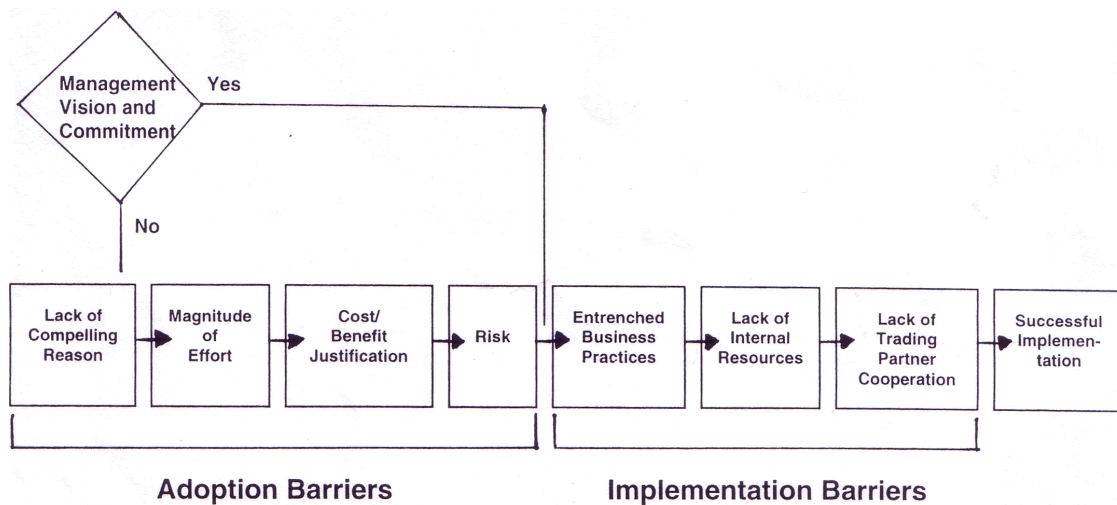 Management
Vision and
Commitment
Yes
No
Lack of
Compelling
Reason
Magnitude
of
Effort
Cost/
Benefit
Justification
Risk
Entrenched
Business
Practices
Lack of
Internal
Resources
Lack of
Trading
Partner
Cooperation
Successful
Implemen-
tation
Adoption Barriers
Implementation Barriers